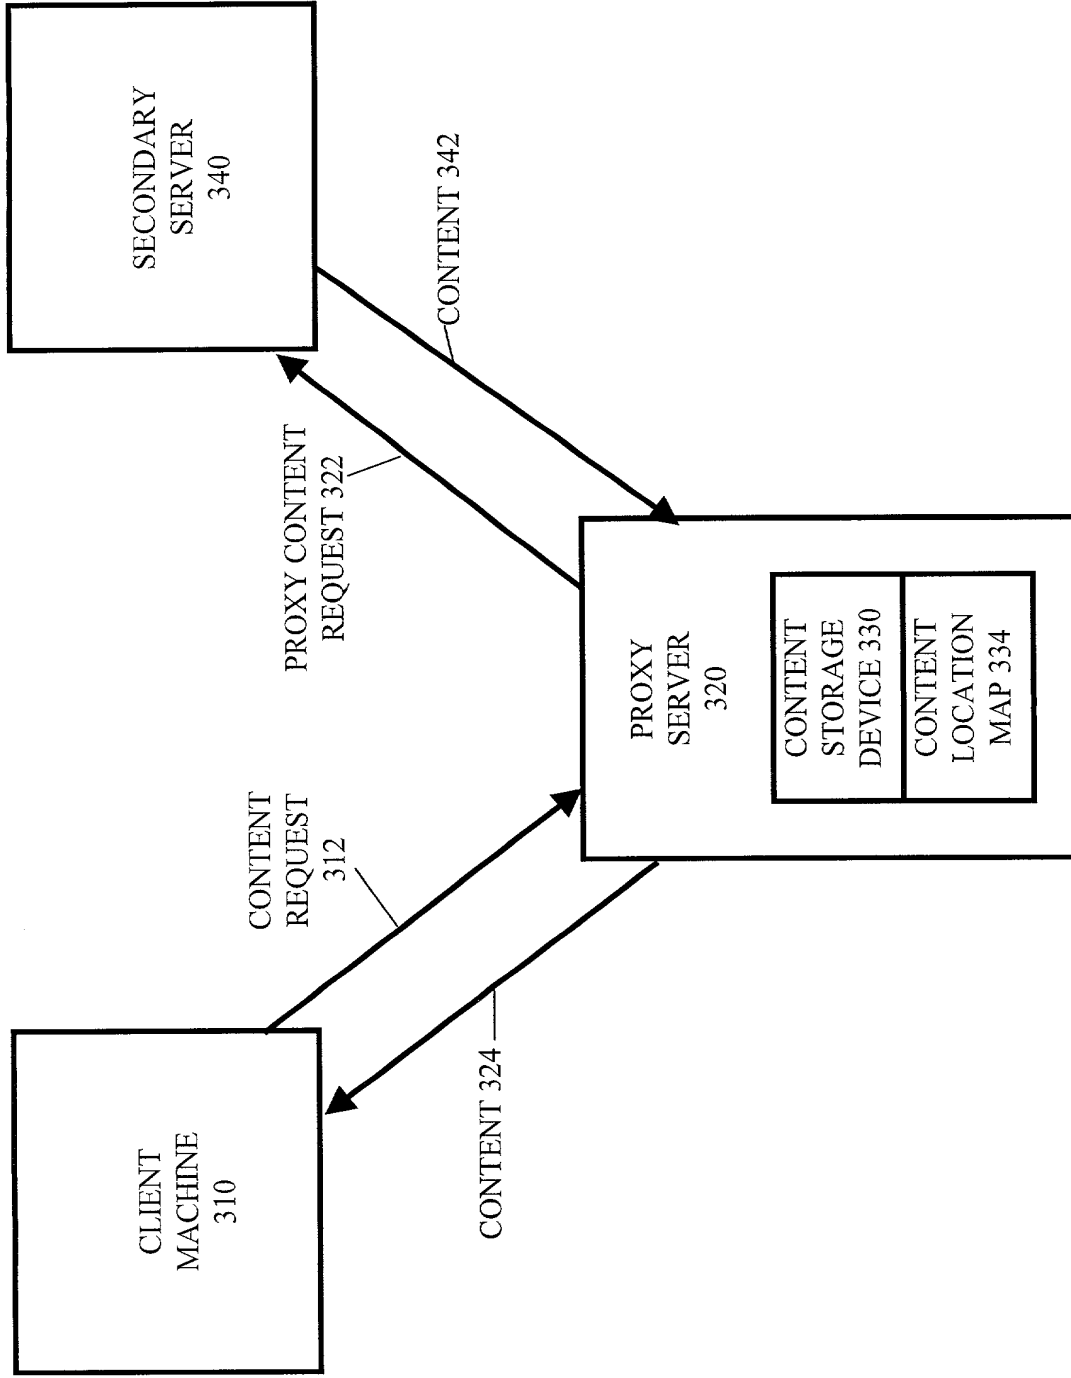 CLIENT
MACHINE
310
CONTENT
REQUEST
312
CONTENT 324
PROXY CONTENT
REQUEST 322
SECONDARY
SERVER
340
CONTENT 342
PROXY
SERVER
320
CONTENT
STORAGE
DEVICE 330
CONTENT
LOCATION
MAP 334